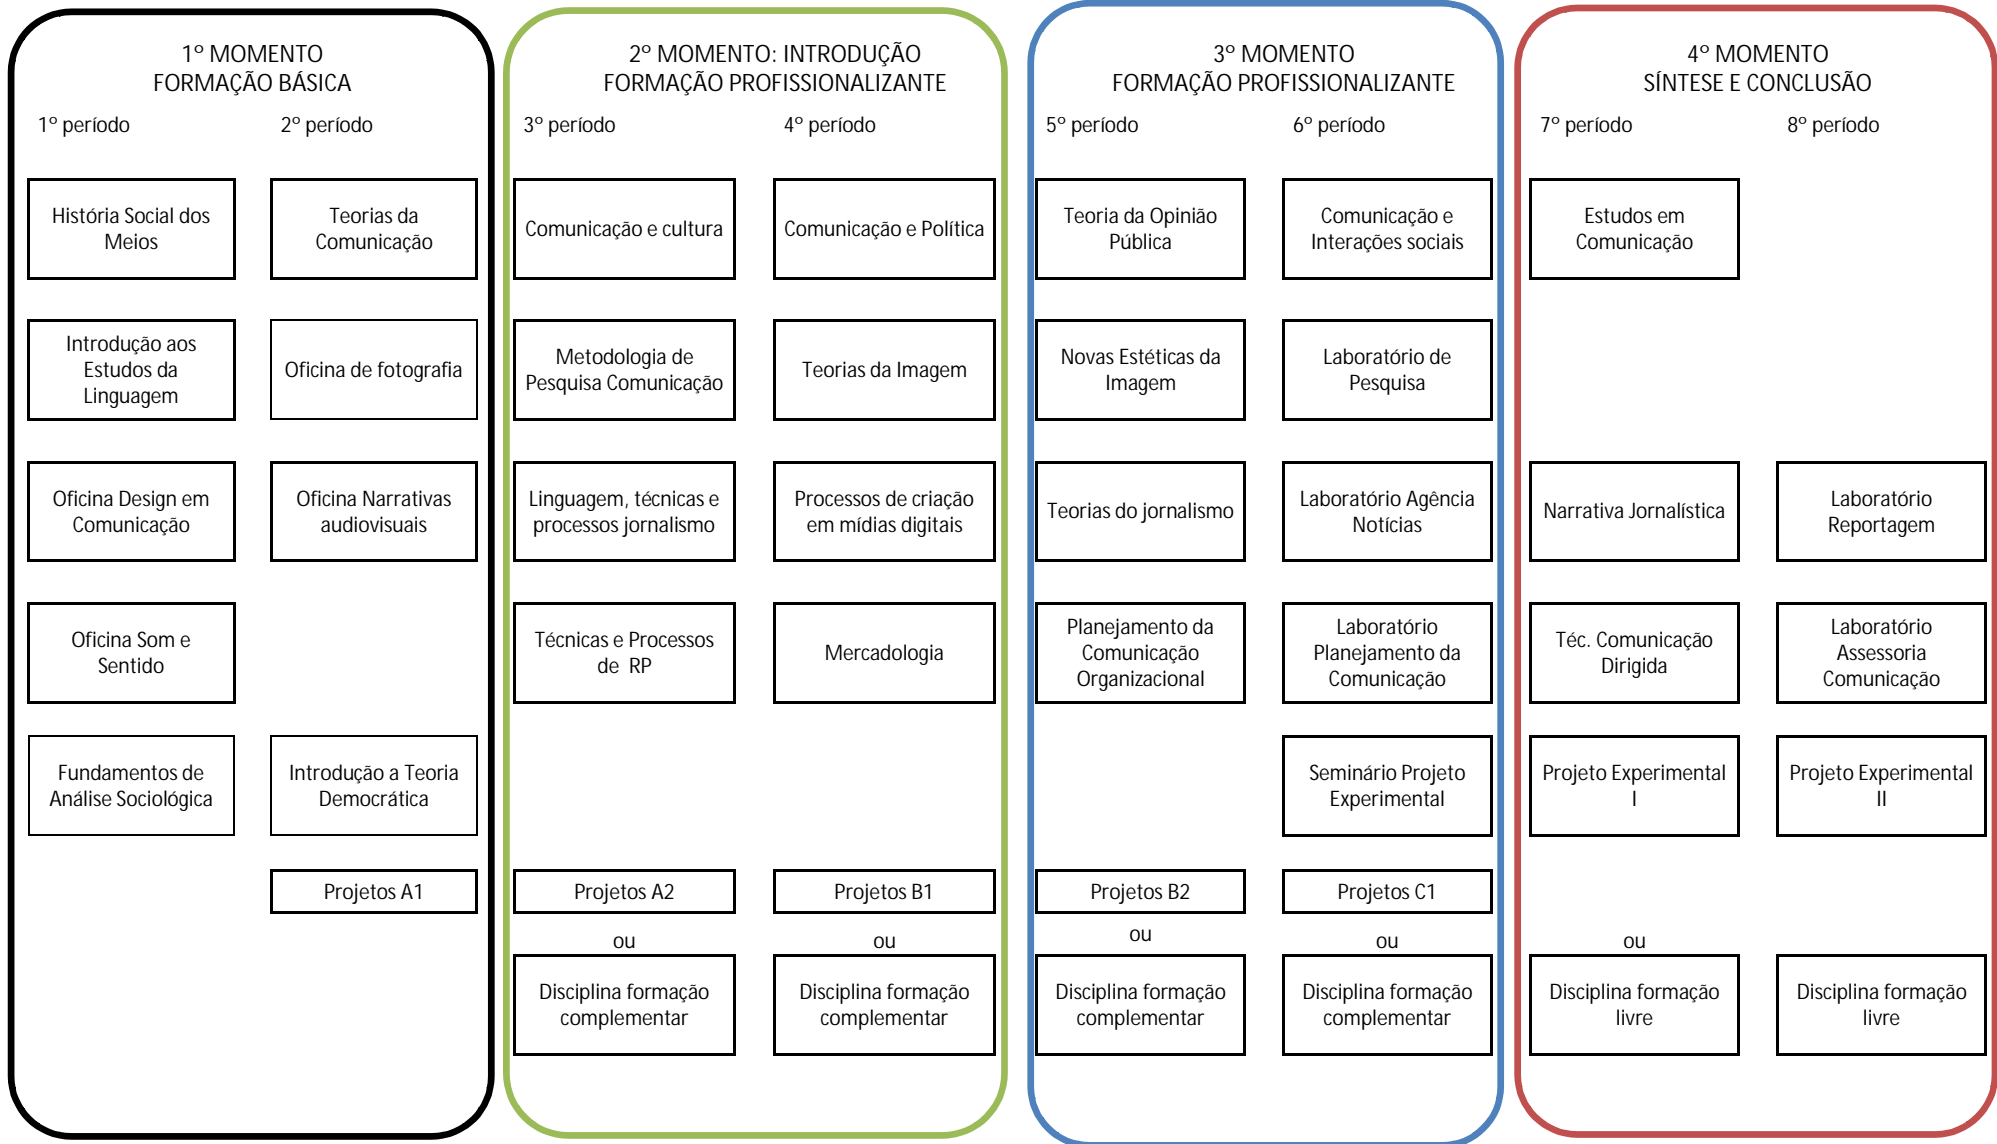 1º MOMENTO
FORMAÇÃO BÁSICA
1º período
2º período
História Social dos
Meios
Teorias da
Comunicação
Introdução aos
Estudos da
Linguagem
Oficina de fotografia
Oficina Design em
Comunicação
Oficina Narrativas
audiovisuais
Oficina Som e
Sentido
Fundamentos de
Análise Sociológica
Introdução a Teoria
Democrática
Projetos A1
2º MOMENTO: INTRODUÇÃO
FORMAÇÃO PROFISSIONALIZANTE
3º período
4º período
Comunicação e cultura
Comunicação e Política
Metodologia de
Pesquisa Comunicação
Teorias da Imagem
Linguagem, técnicas e
processos jornalismo
Processos de criação
em mídias digitais
Técnicas e Processos
de RP
Mercadologia
Projetos A2
Projetos B1
ou
ou
Disciplina formação
complementar
Disciplina formação
complementar
3º MOMENTO
FORMAÇÃO PROFISSIONALIZANTE
5º período
6º período
Teoria da Opinião
Pública
Comunicação e
Interações sociais
Novas Estéticas da
Imagem
Laboratório de
Pesquisa
Teorias do jornalismo
Laboratório Agência
Notícias
Planejamento da
Comunicação
Organizacional
Laboratório
Planejamento da
Comunicação
Seminário Projeto
Experimental
Projetos B2
Projetos C1
ou
ou
Disciplina formação
complementar
Disciplina formação
complementar
4º MOMENTO
SÍNTESE E CONCLUSÃO
7º período
8º período
Estudos em
Comunicação
Narrativa Jornalística
Laboratório
Reportagem
Téc. Comunicação
Dirigida
Laboratório
Assessoria
Comunicação
Projeto Experimental
I
Projeto Experimental
II
ou
Disciplina formação
livre
Disciplina formação
livre